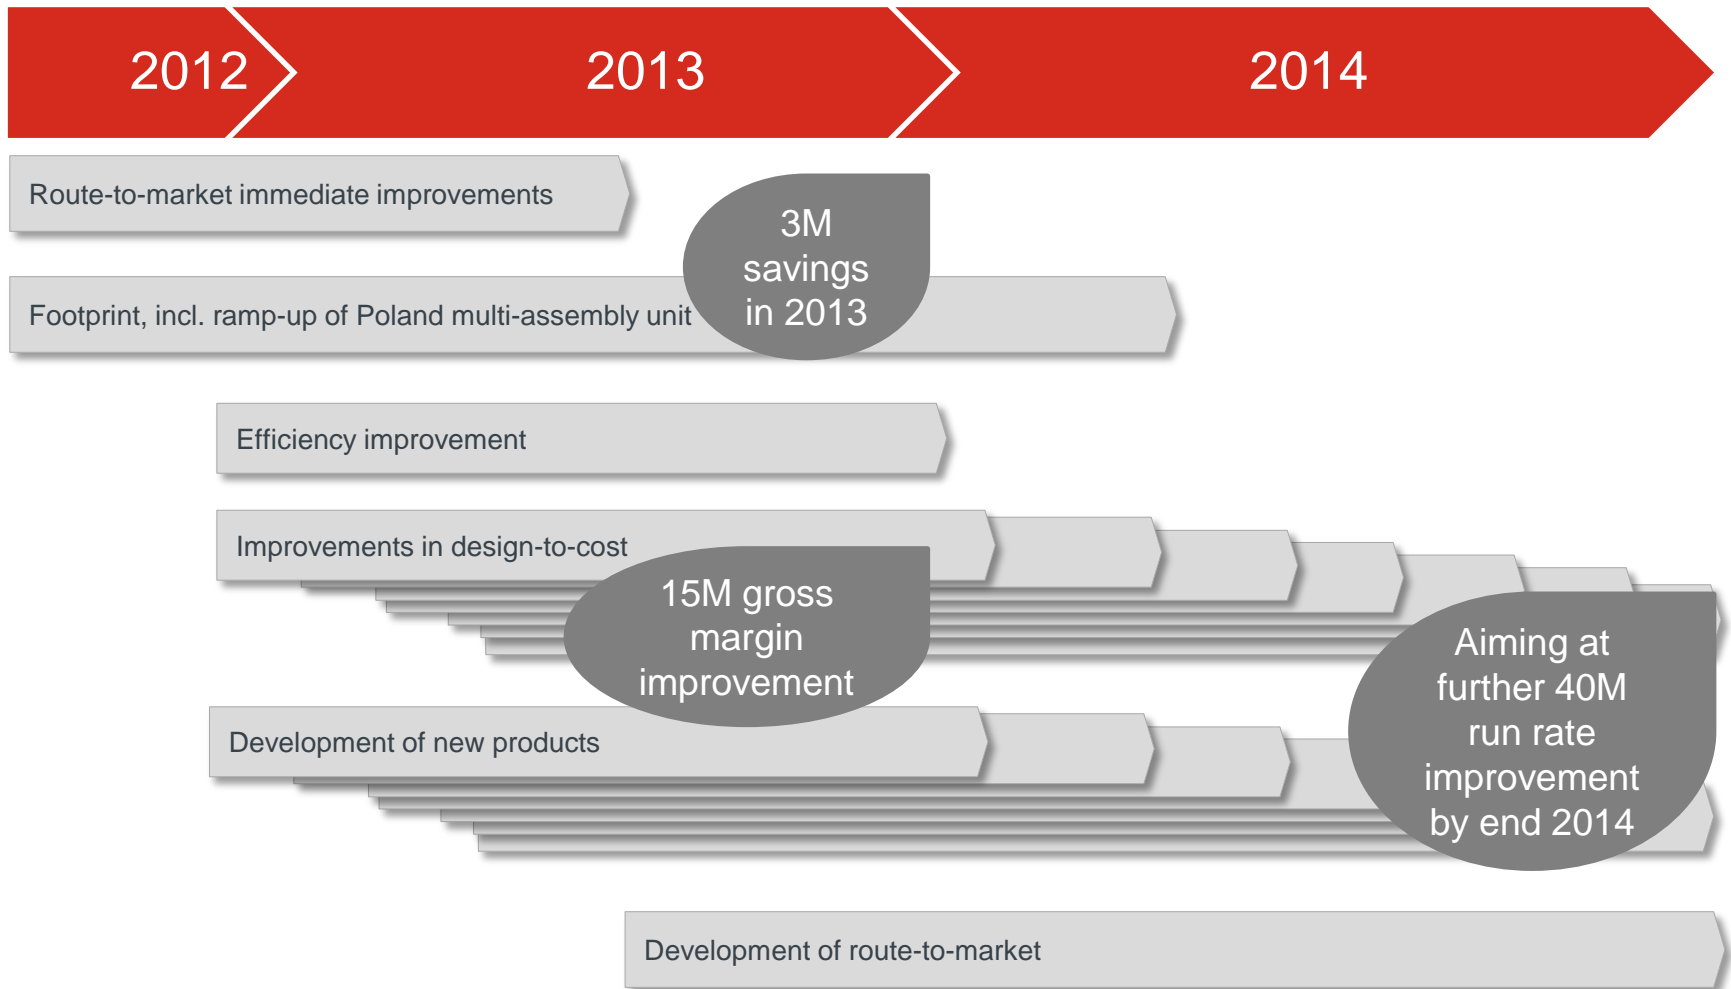 2012
2013
2014
Route-to-market immediate improvements
3M
savings
in 2013
Footprint, incl. ramp-up of Poland multi-assembly unit
Efficiency improvement
Improvements in design-to-cost
15M gross
margin
improvement
Aiming at
further 40M
run rate
improvement
by end 2014
Development of new products
Development of route-to-market